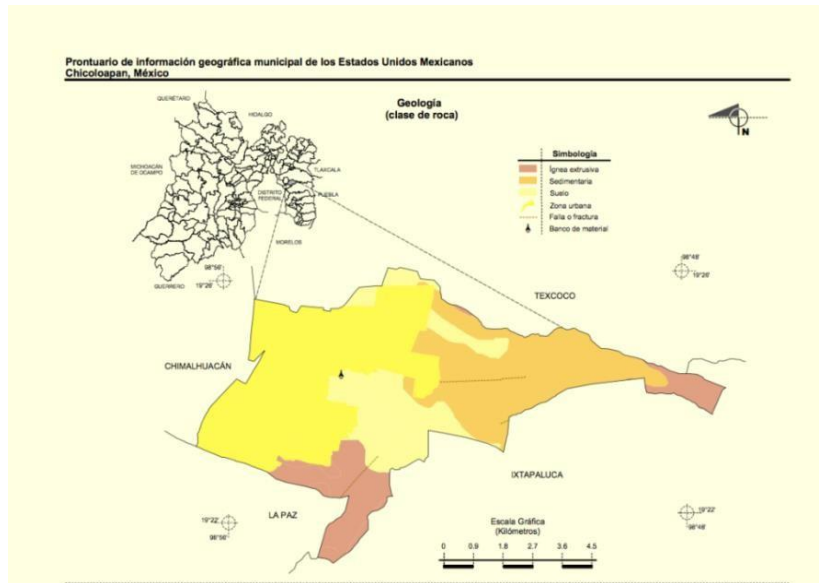 Prontuario de información geográfica municipal de los Estados Unidos Mexicanos
Chicoloapan, México
Geología
(clase de roca)
QUERÉTARO
HIDALGO
MICHOACÁN
DE OCAMPO
DISTRITO
FEDERAL
TLAXCALA
PUEBLA
MORELOS
GUERRERO
N
Simbología
Ígnea extrusiva
Sedimentaria
Suelo
Zona urbana
Falla o fractura
Banco de material
98°56'
19°26'
98°48'
19°26'
TEXCOCO
CHIMALHUACÁN
IXTAPALUCA
LA PAZ
19°22'
98°56'
19°22'
98°48'
Escala Gráfica
(Kilómetros)
0 0.9 1.8 2.7 3.6 4.5